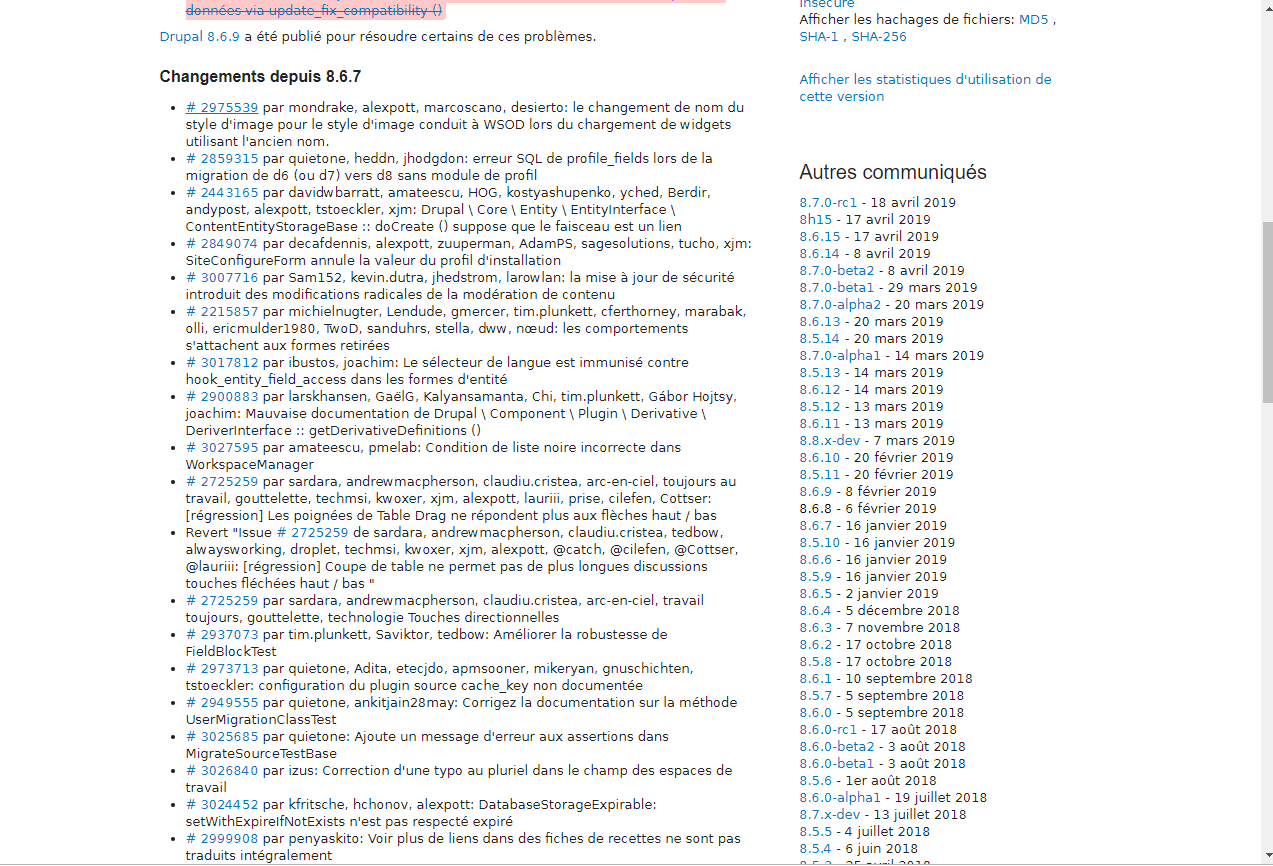 données via update_fix_compatibility ()
Drupal 8.6.9 a été publié pour résoudre certains de ces problèmes.
Changements depuis 8.6.7
# 2975539 par mondrake, alexpott, marcoscano, desierto: le changement de nom du
style d'image pour le style d'image conduit à WSOD lors du chargement de widgets
utilisant l'ancien nom.
# 2859315 par quietone, heddn, jhodgdon: erreur SQL de profile_fields lors de la
migration de d6 (ou d7) vers d8 sans module de profil
# 2443165 par davidwbarratt, amateescu, HOG, kostyashupenko, yched, Berdir,
andypost, alexpott, tstoeckler, xjm: Drupal \ Core \ Entity \ EntityInterface \
ContentEntityStorageBase :: doCreate () suppose que le faisceau est un lien
# 2849074 par decafdennis, alexpott, zuuperman, AdamPS, sagesolutions, tucho, xjm:
SiteConfigureForm annule la valeur du profil d'installation
# 3007716 par Sam152, kevin.dutra, jhedstrom, larowlan: la mise à jour de sécurité
introduit des modifications radicales de la modération de contenu
# 2215857 par michielnugter, Lendude, gmercer, tim.plunkett, cferthorney, marabak,
olli, ericmulder1980, TwoD, sanduhrs, stella, dww, nœud: les comportements
s'attachent aux formes retirées
# 3017812 par ibustos, joachim: Le sélecteur de langue est immunisé contre
hook_entity_field_access dans les formes d'entité
# 2900883 par larskhansen, GaëlG, Kalyansamanta, Chi, tim.plunkett, Gábor Hojtsy,
joachim: Mauvaise documentation de Drupal \ Component \ Plugin \ Derivative \
DeriverInterface :: getDerivativeDefinitions ()
# 3027595 par amateescu, pmelab: Condition de liste noire incorrecte dans
WorkspaceManager
# 2725259 par sardara, andrewmacpherson, claudiu.cristea, arc-en-ciel, toujours au
travail, gouttelette, techmsi, kwoxer, xjm, alexpott, lauriii, prise, cilefen, Cottser:
[régression] Les poignées de Table Drag ne répondent plus aux flèches haut / bas
Revert "Issue # 2725259 de sardara, andrewmacpherson, claudiu.cristea, tedbow,
alwaysworking, droplet, techmsi, kwoxer, xjm, alexpott, @catch, @cilefen, @Cottser,
@lauriii: [régression] Coupe de table ne permet pas de plus longues discussions
touches fléchées haut / bas "
# 2725259 par sardara, andrewmacpherson, claudiu.cristea, arc-en-ciel, travail
toujours, gouttelette, technologie Touches directionnelles
# 2937073 par tim.plunkett, Saviktor, tedbow: Améliorer la robustesse de
FieldBlockTest
# 2973713 par quietone, Adita, etecjdo, apmsooner, mikeryan, gnuschichten,
tstoeckler: configuration du plugin source cache_key non documentée
# 2949555 par quietone, ankitjain28may: Corrigez la documentation sur la méthode
UserMigrationClassTest
# 3025685 par quietone: Ajoute un message d'erreur aux assertions dans
MigrateSourceTestBase
# 3026840 par izus: Correction d'une typo au pluriel dans le champ des espaces de
travail
# 3024452 par kfritsche, hchonov, alexpott: DatabaseStorageExpirable:
setWithExpireIfNotExists n'est pas respecté expiré
# 2999908 par penyaskito: Voir plus de liens dans des fiches de recettes ne sont pas
traduits intégralement
insecure
Afficher les hachages de fichiers: MD5 ,
SHA-1 , SHA-256
Afficher les statistiques d'utilisation de
cette version
Autres communiqués
8.7.0-rc1 - 18 avril 2019
8h15 - 17 avril 2019
8.6.15 - 17 avril 2019
8.6.14 - 8 avril 2019
8.7.0-beta2 - 8 avril 2019
8.7.0-beta1 - 29 mars 2019
8.7.0-alpha2 - 20 mars 2019
8.6.13 - 20 mars 2019
8.5.14 - 20 mars 2019
8.7.0-alpha1 - 14 mars 2019
8.5.13 - 14 mars 2019
8.6.12 - 14 mars 2019
8.5.12 - 13 mars 2019
8.6.11 - 13 mars 2019
8.8.x-dev - 7 mars 2019
8.6.10 - 20 février 2019
8.5.11 - 20 février 2019
8.6.9 - 8 février 2019
8.6.8 - 6 février 2019
8.6.7 - 16 janvier 2019
8.5.10 - 16 janvier 2019
8.6.6 - 16 janvier 2019
8.5.9 - 16 janvier 2019
8.6.5 - 2 janvier 2019
8.6.4 - 5 décembre 2018
8.6.3 - 7 novembre 2018
8.6.2 - 17 octobre 2018
8.5.8 - 17 octobre 2018
8.6.1 - 10 septembre 2018
8.5.7 - 5 septembre 2018
8.6.0 - 5 septembre 2018
8.6.0-rc1 - 17 août 2018
8.6.0-beta2 - 3 août 2018
8.6.0-beta1 - 3 août 2018
8.5.6 - 1er août 2018
8.6.0-alpha1 - 19 juillet 2018
8.7.x-dev - 13 juillet 2018
8.5.5 - 4 juillet 2018
8.5.4 - 6 juin 2018